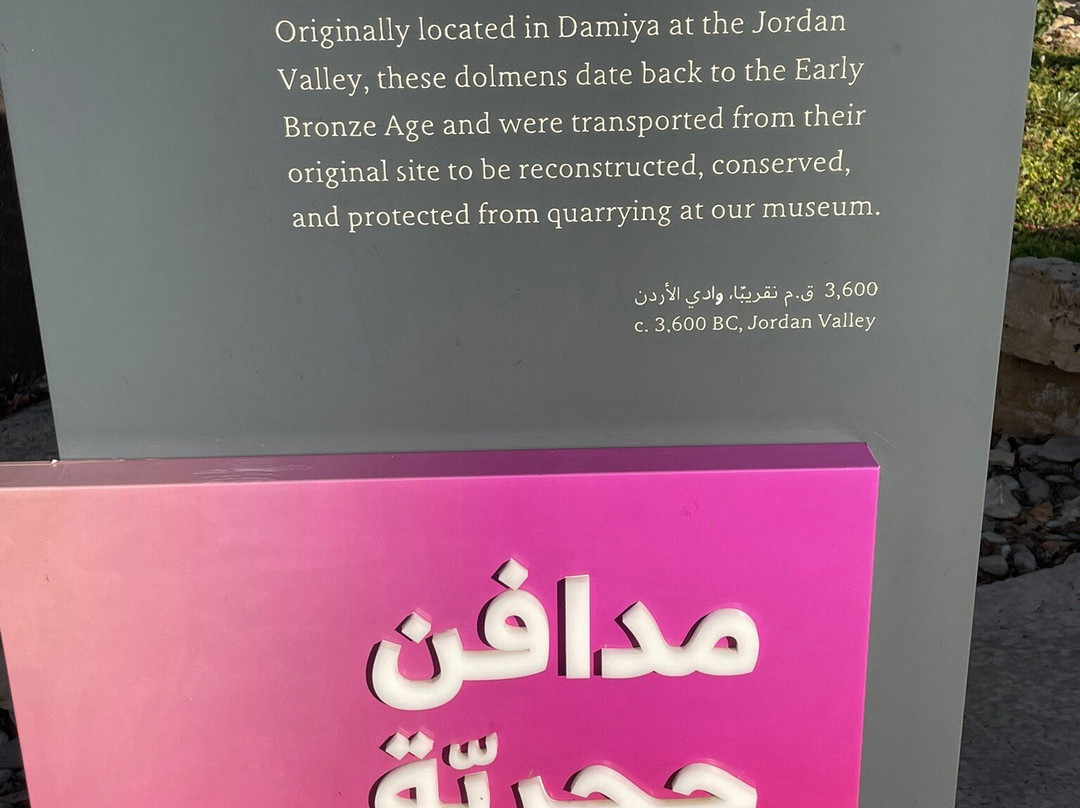 Originally located in Damiya at the Jordan
Valley, these dolmens date back to the Early
Bronze Age and were transported from their
original site to be reconstructed, conserved,
and protected from quarrying at our museum.
3,600 ق.م تقريبًا، وادي الأردن
c. 3,600 BC, Jordan Valley
مدافن
حجريّة